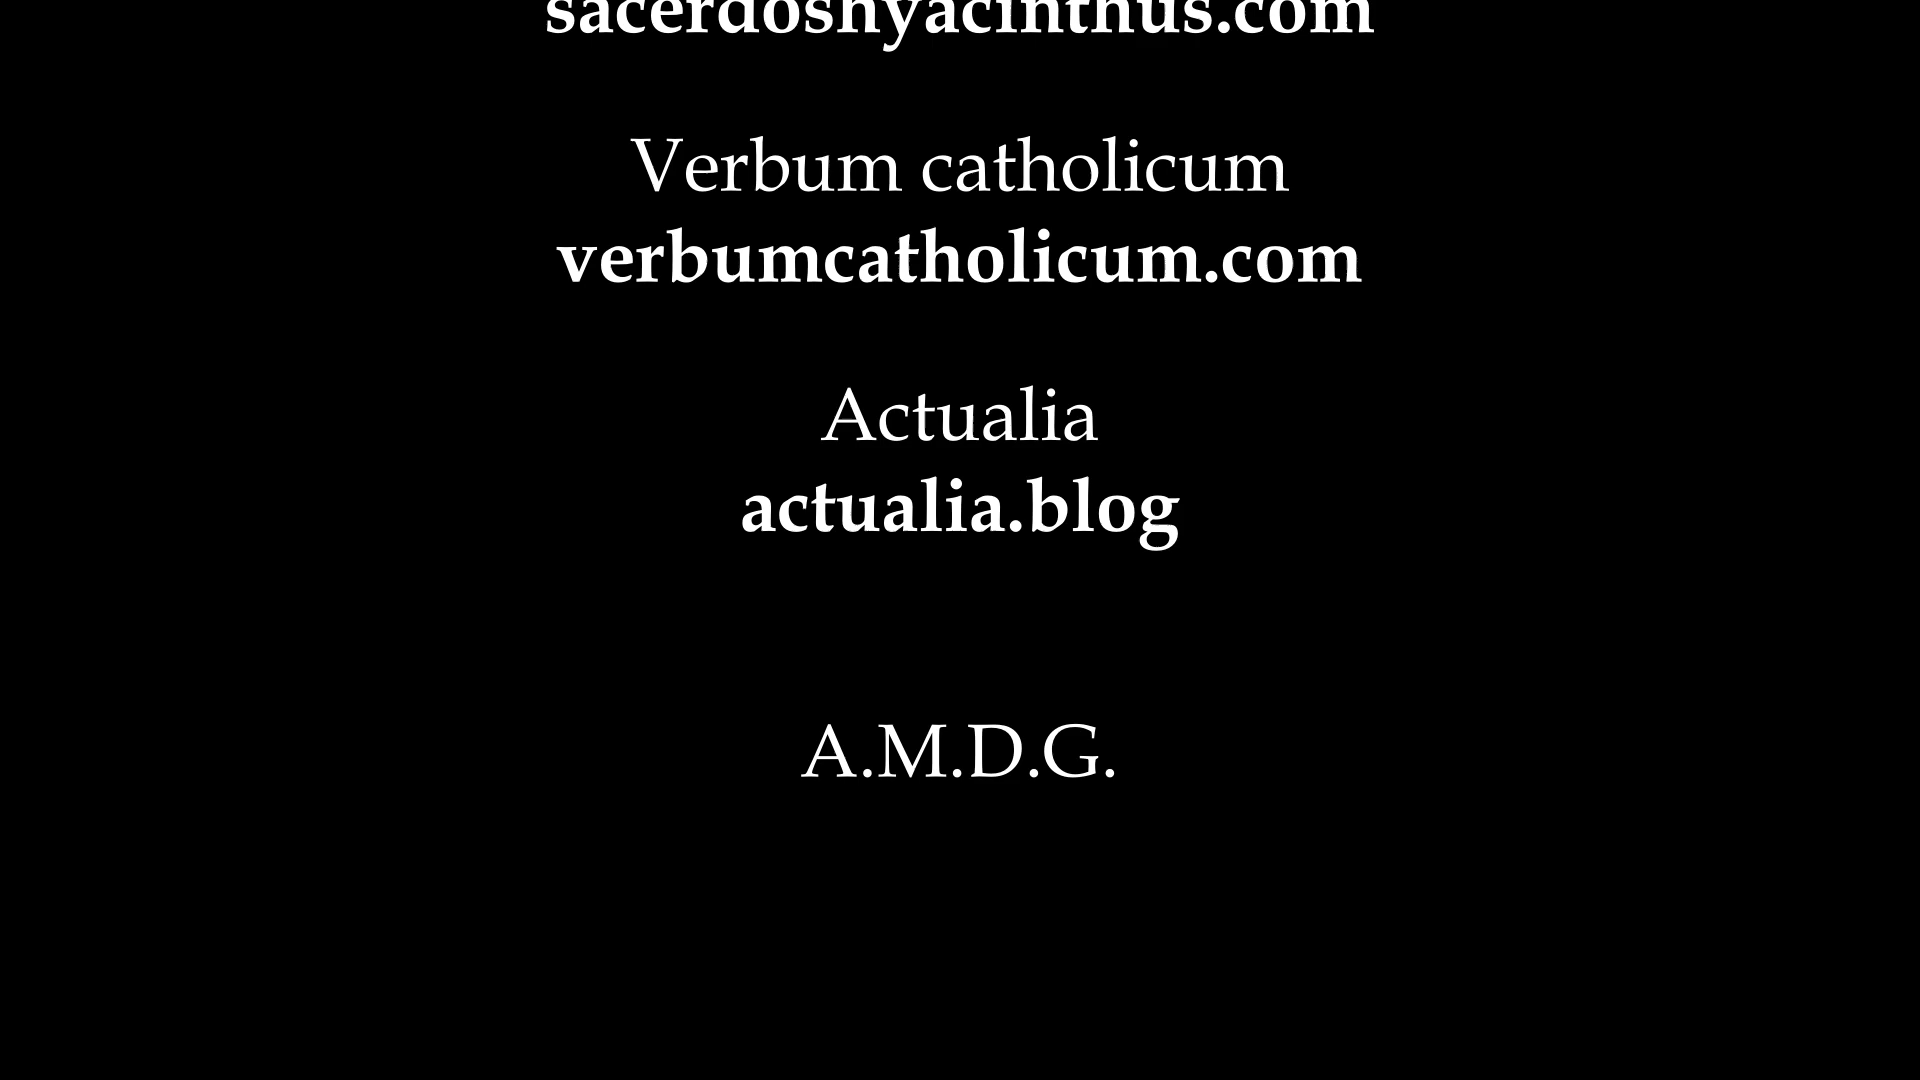 sacerdoshyacinthus.com
Verbum catholicum
verbumcatholicum.com
Actualia
actualia.blog
A.M.D.G.